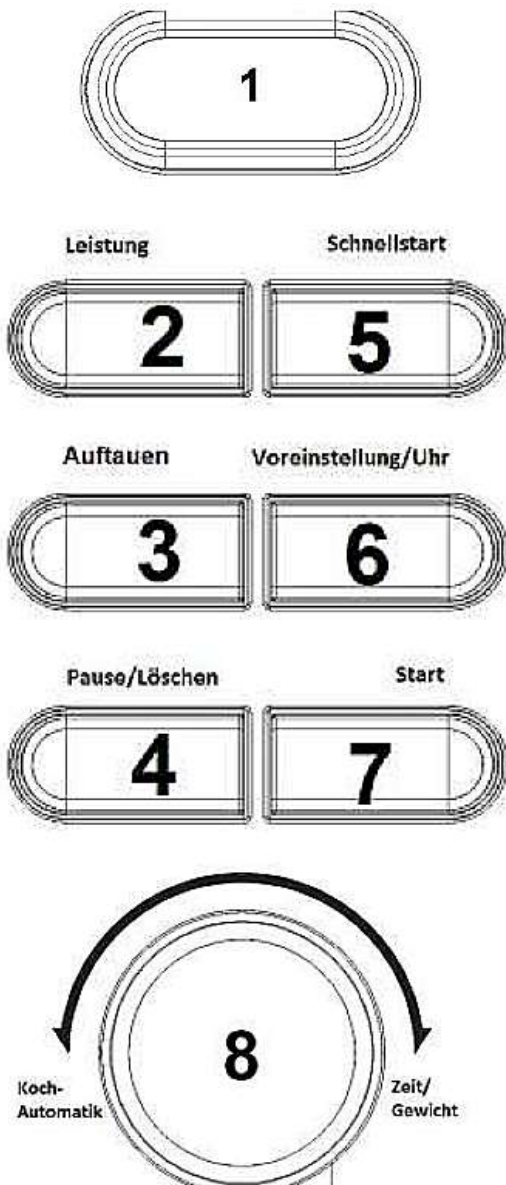 1
Leistung Schnellstart
2 5
Auftauen Voreinstellung/Uhr
3 6
Pause/Löschen Start
4 7
8
Koch-
Automatik
Zeit/
Gewicht